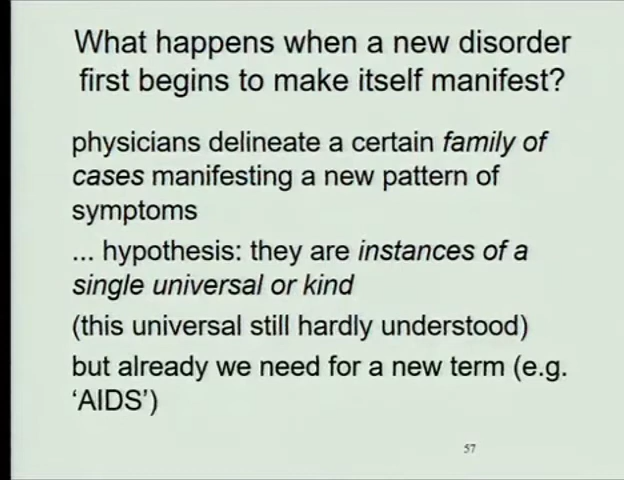 What happens when a new disorder
first begins to make itself manifest?
physicians delineate a certain family of
cases manifesting a new pattern of
symptoms
... hypothesis: they are instances of a
single universal or kind
(this universal still hardly understood)
but already we need for a new term (e.g.
‘AIDS’)
57